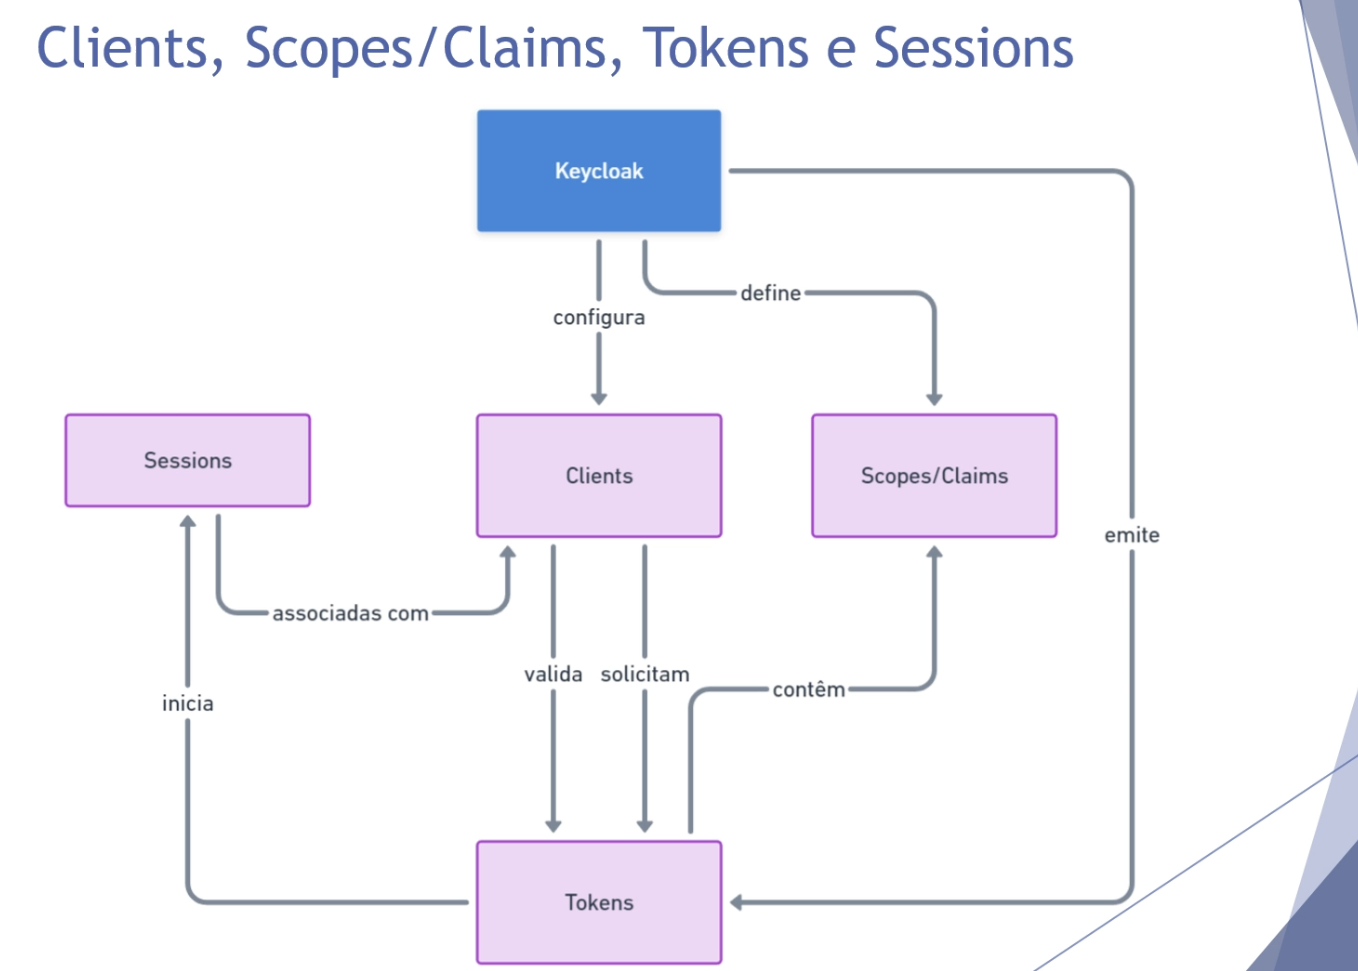 Clients, Scopes/Claims, Tokens e Sessions
Keycloak
define
configura
Sessions
Clients
Scopes/Claims
emite
associadas com
valida
solicitam
contêm
inicia
Tokens